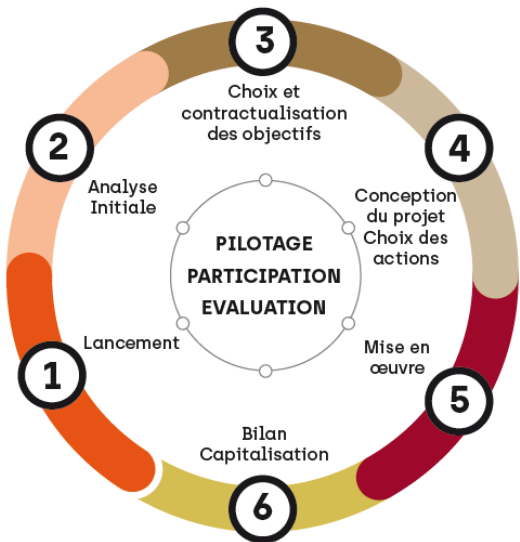 3
Choix et
contractualisation
des objectifs
2
Analyse
Initiale
4
Conception
du projet
Choix des
actions
PILOTAGE
PARTICIPATION
EVALUATION
1
Lancement
Mise en
œuvre
5
Bilan
Capitalisation
6